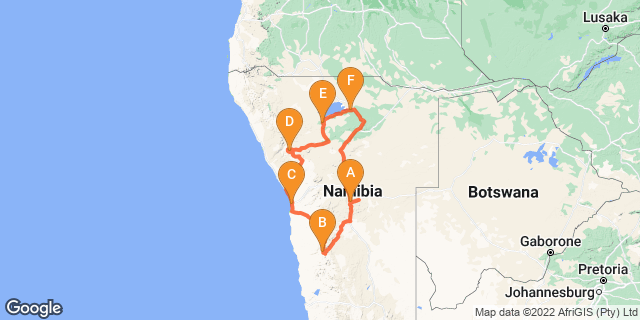 Lusaka
F
E
D
A
C
Namibia
Botswana
B
Gaborone
Pretoria
Johannesburg
Google
Map data ©2022 AfriGIS (Pty) Ltd